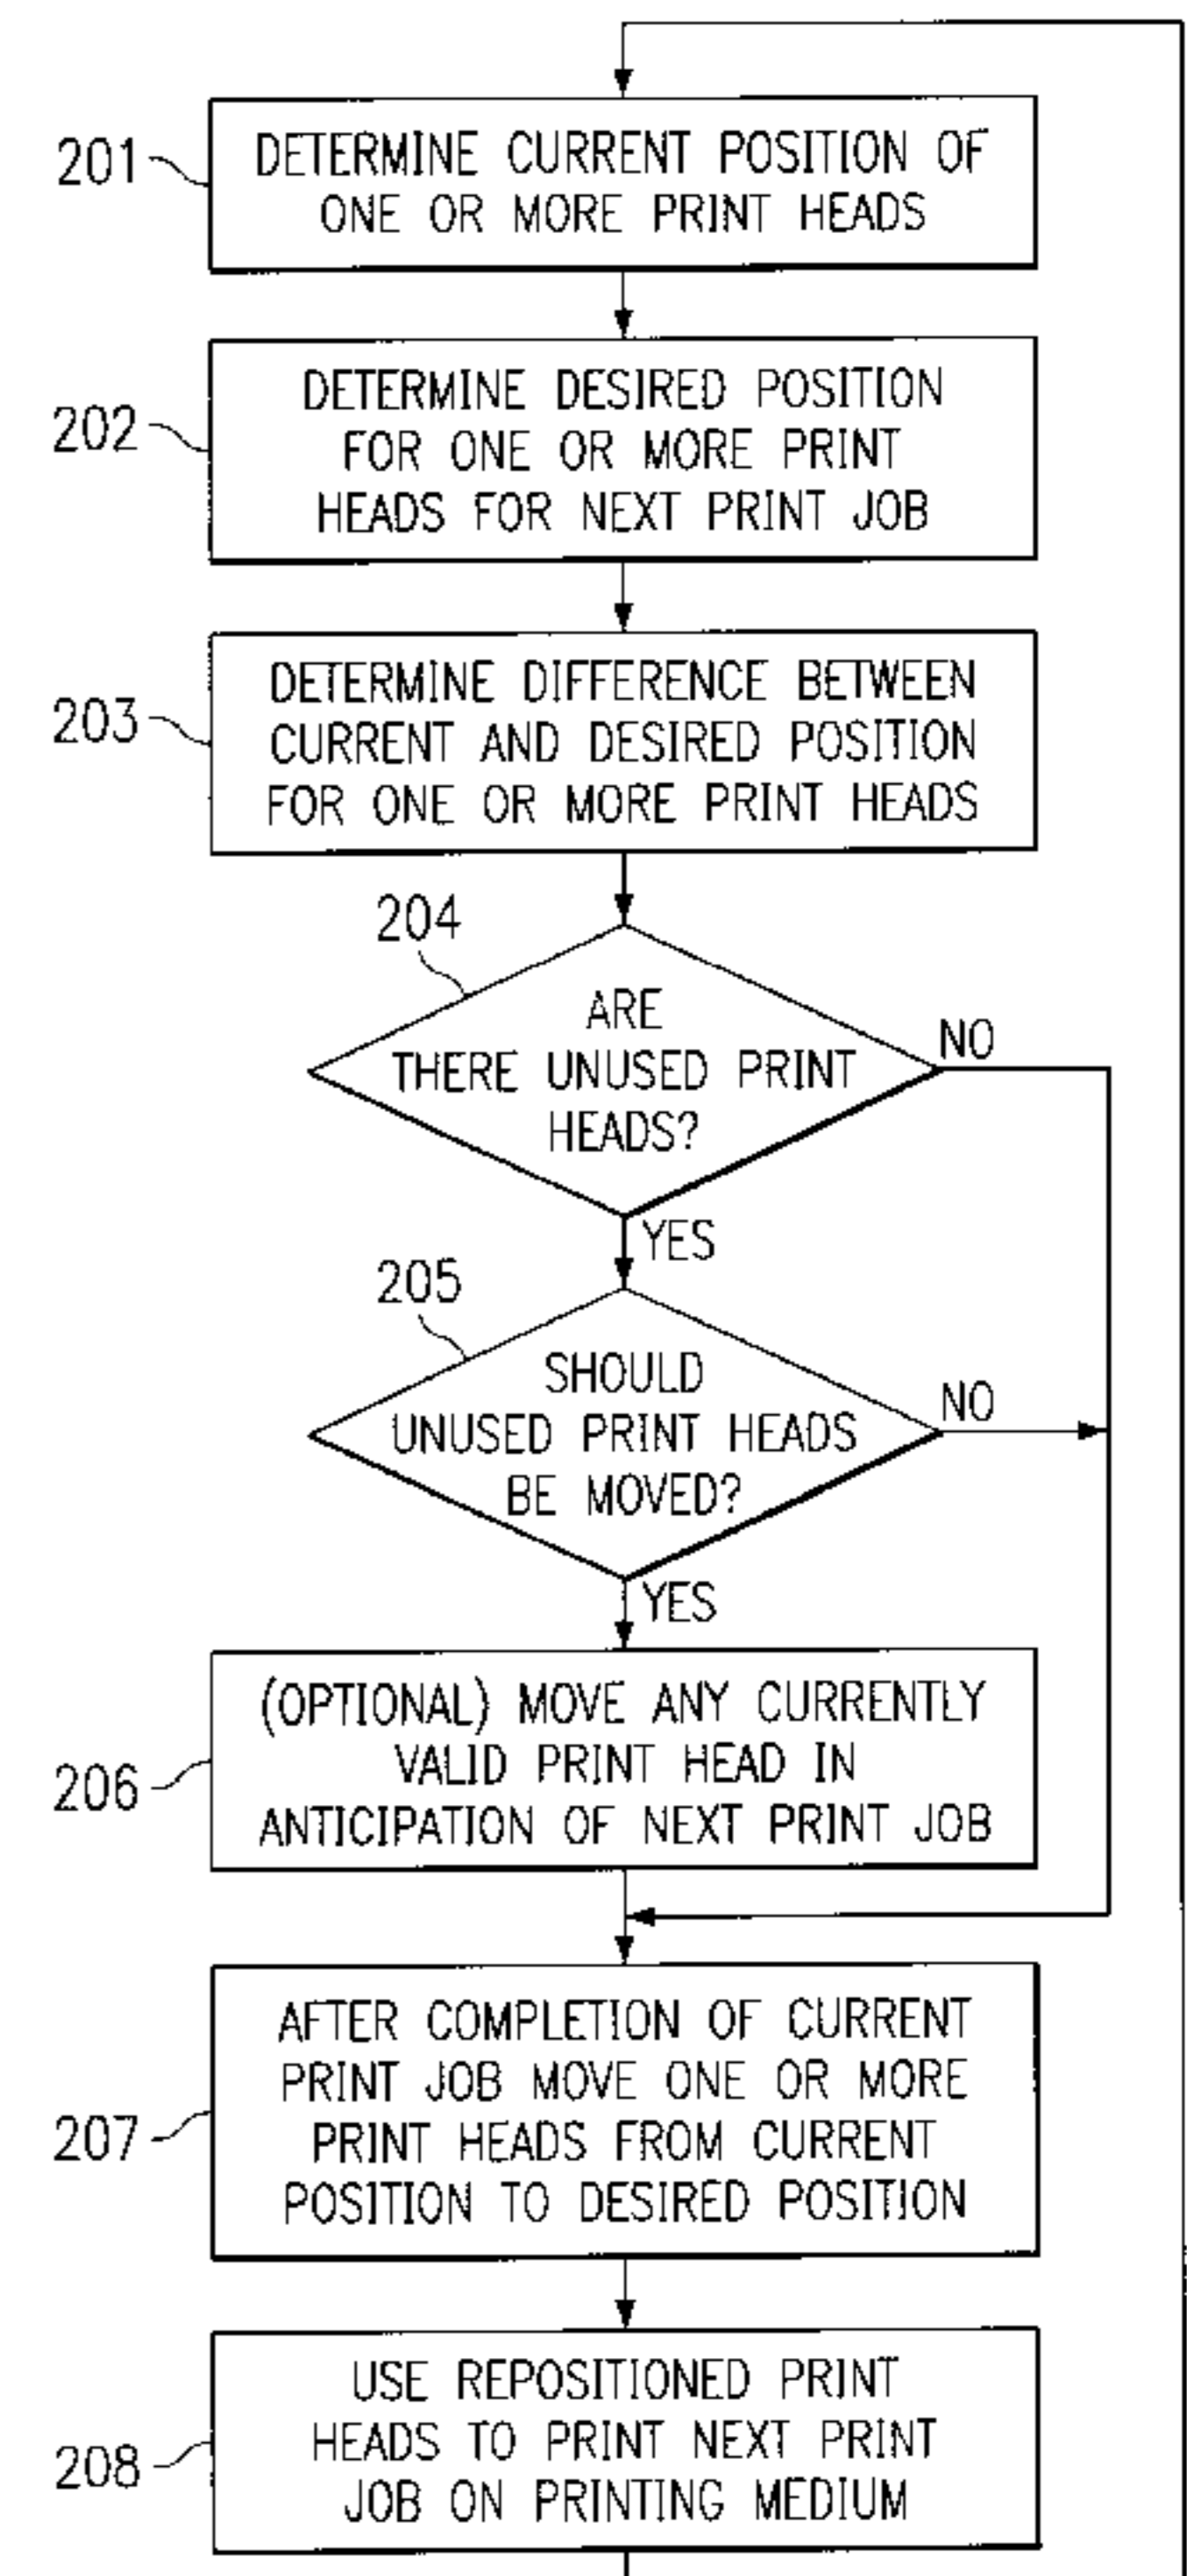 201
DETERMINE CURRENT POSITION OF
ONE OR MORE PRINT HEADS
202
DETERMINE DESIRED POSITION
FOR ONE OR MORE PRINT
HEADS FOR NEXT PRINT JOB
203
DETERMINE DIFFERENCE BETWEEN
CURRENT AND DESIRED POSITION
FOR ONE OR MORE PRINT HEADS
204
ARE
THERE UNUSED PRINT
HEADS?
NO
YES
205
SHOULD
UNUSED PRINT HEADS
BE MOVED?
NO
YES
206
(OPTIONAL) MOVE ANY CURRENTLY
VALID PRINT HEAD IN
ANTICIPATION OF NEXT PRINT JOB
207
AFTER COMPLETION OF CURRENT
PRINT JOB MOVE ONE OR MORE
PRINT HEADS FROM CURRENT
POSITION TO DESIRED POSITION
208
USE REPOSITIONED PRINT
HEADS TO PRINT NEXT PRINT
JOB ON PRINTING MEDIUM